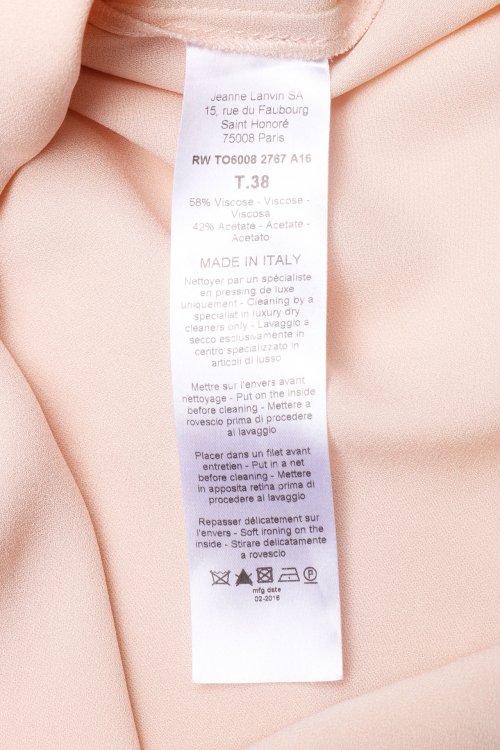 Jeanne Lanvin SA
15, rue du Faubourg
Saint Honoré
75008 Paris
RW TO6008 2767 A16
T.38
58% Viscose - Viscose -
Viscosa
42% Acetate - Acetate -
Acetato
MADE IN ITALY
Nettoyer par un spécialiste
en pressing de luxe
uniquement - Cleaning by a
specialist in luxury dry
cleaners only - Lavaggio a
secco esclusivamente in
centro specializzato in
articoli di lusso
Mettre sur l'envers avant
nettoyage - Put on the inside
before cleaning - Mettere a
rovescio prima di procedere
al lavaggio
Placer dans un filet avant
entretien - Put in a net
before cleaning - Mettere
in apposita retina prima di
procedere al lavaggio
Repasser délicatement sur
l'envers - Soft ironing on the
inside - Stirare delicatamente
a rovescio
P
mfg date
02-2016